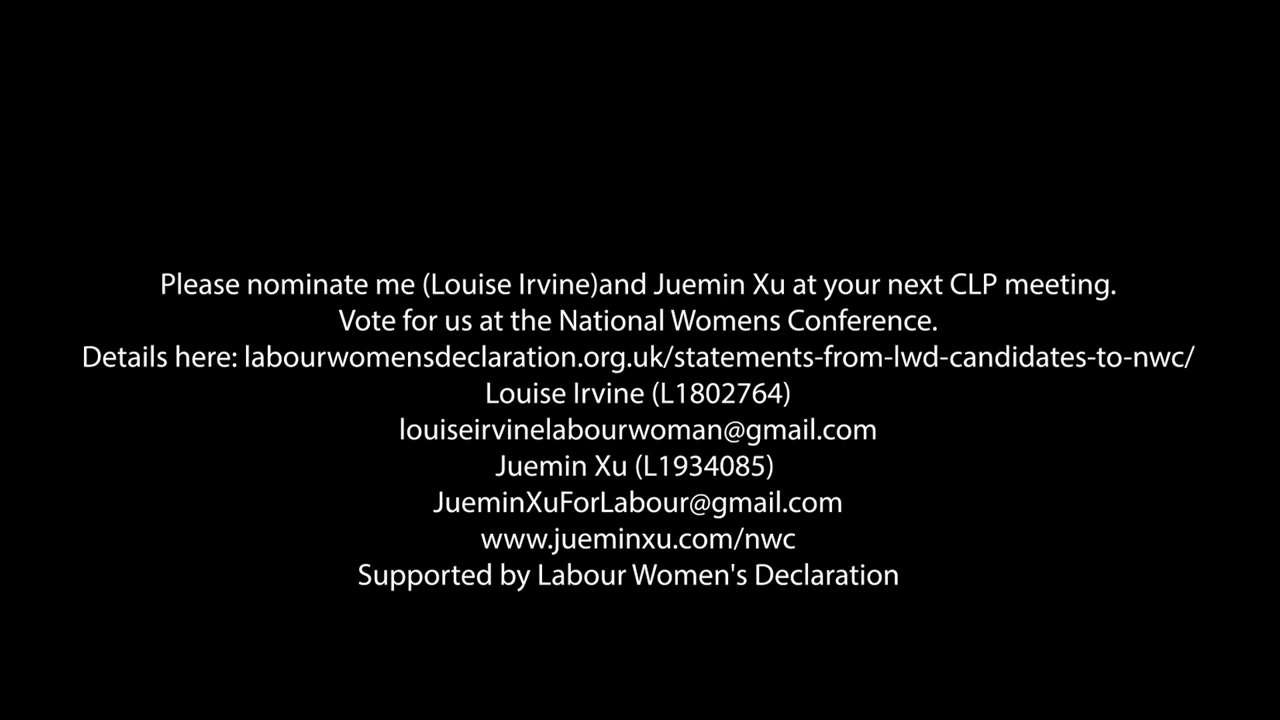 Please nominate me (Louise Irvine)and Juemin Xu at your next CLP meeting.
Vote for us at the National Womens Conference.
Details here: labourwomensdeclaration.org.uk/statements-from-lwd-candidates-to-nwc/
Louise Irvine (L1802764)
louiseirvinelabourwoman@gmail.com
Juemin Xu (L1934085)
JueminXuForLabour@gmail.com
www.jueminxu.com/nwc
Supported by Labour Women's Declaration